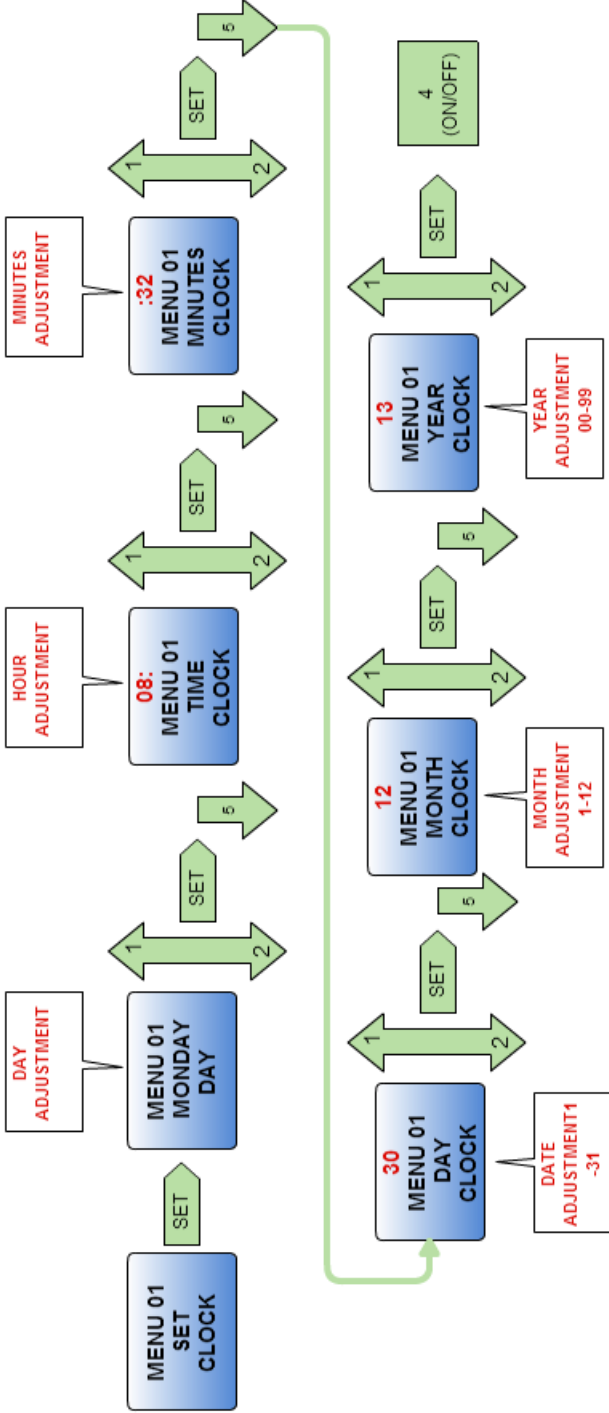 MENU 01
SET
CLOCK
SET
DAY
ADJUSTMENT
MENU 01
MONDAY
DAY
1
2
SET
5
HOUR
ADJUSTMENT
08:
MENU 01
TIME
CLOCK
1
2
SET
5
MINUTES
ADJUSTMENT
:32
MENU 01
MINUTES
CLOCK
1
2
SET
5
30
MENU 01
DAY
CLOCK
DATE
ADJUSTMENT1
-31
1
2
SET
5
12
MENU 01
MONTH
CLOCK
MONTH
ADJUSTMENT
1-12
1
2
SET
5
13
MENU 01
YEAR
CLOCK
YEAR
ADJUSTMENT
00-99
1
2
SET
4
(ON/OFF)